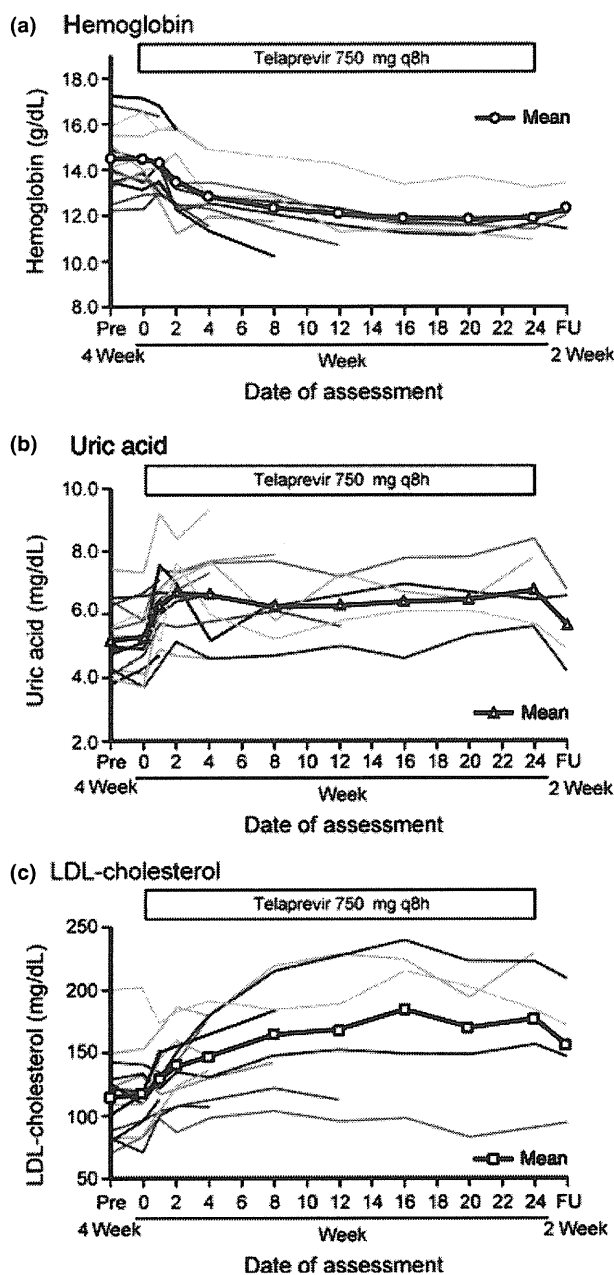 (a) Hemoglobin
Telaprevir 750 mg q8h
18.0
16.0
14.0
12.0
10.0
8.0
Hemoglobin (g/dL)
Mean
Pre 0 2 4 6 8 10 12 14 16 18 20 22 24 FU
4 Week Week 2 Week
Date of assessment
(b) Uric acid
Telaprevir 750 mg q8h
10.0
8.0
6.0
4.0
2.0
Uric acid (mg/dL)
Mean
Pre 0 2 4 6 8 10 12 14 16 18 20 22 24 FU
4 Week Week 2 Week
Date of assessment
(c) LDL-cholesterol
Telaprevir 750 mg q8h
250
200
150
100
50
LDL-cholesterol (mg/dL)
Mean
Pre 0 2 4 6 8 10 12 14 16 18 20 22 24 FU
4 Week Week 2 Week
Date of assessment